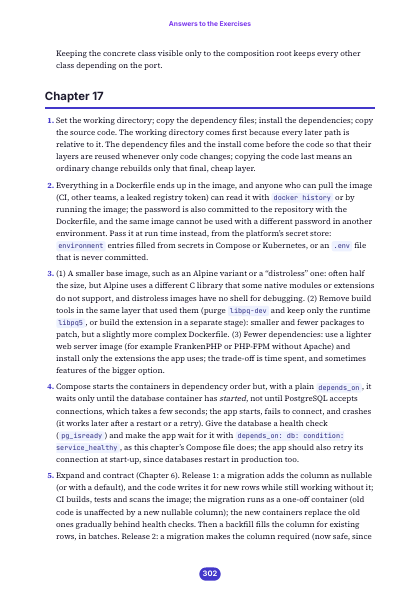 Answers to the Exercises
Keeping the concrete class visible only to the composition root keeps every other
class depending on the port.
Chapter 17
1. Set the working directory; copy the dependency files; install the dependencies; copy
the source code. The working directory comes first because every later path is
relative to it. The dependency files and the install come before the code so that their
layers are reused whenever only code changes; copying the code last means an
ordinary change rebuilds only that final, cheap layer.
2. Everything in a Dockerfile ends up in the image, and anyone who can pull the image
(CI, other teams, a leaked registry token) can read it with docker history or by
running the image; the password is also committed to the repository with the
Dockerfile, and the same image cannot be used with a different password in another
environment. Pass it at run time instead, from the platform's secret store:
environment entries filled from secrets in Compose or Kubernetes, or an .env file
that is never committed.
3. (1) A smaller base image, such as an Alpine variant or a "distroless" one: often half
the size, but Alpine uses a different C library that some native modules or extensions
do not support, and distroless images have no shell for debugging. (2) Remove build
tools in the same layer that used them (purge libpq-dev and keep only the runtime
libpq5, or build the extension in a separate stage): smaller and fewer packages to
patch, but a slightly more complex Dockerfile. (3) Fewer dependencies: use a lighter
web server image (for example FrankenPHP or PHP-FPM without Apache) and
install only the extensions the app uses; the trade-off is time spent, and sometimes
features of the bigger option.
4. Compose starts the containers in dependency order but, with a plain depends_on, it
waits only until the database container has started, not until PostgreSQL accepts
connections, which takes a few seconds; the app starts, fails to connect, and crashes
(it works later after a restart or a retry). Give the database a health check
(pg_isready) and make the app wait for it with depends_on: db: condition:
service_healthy, as this chapter's Compose file does; the app should also retry its
connection at start-up, since databases restart in production too.
5. Expand and contract (Chapter 6). Release 1: a migration adds the column as nullable
(or with a default), and the code writes it for new rows while still working without it;
CI builds, tests and scans the image; the migration runs as a one-off container (old
code is unaffected by a new nullable column); the new containers replace the old
ones gradually behind health checks. Then a backfill fills the column for existing
rows, in batches. Release 2: a migration makes the column required (now safe, since
302